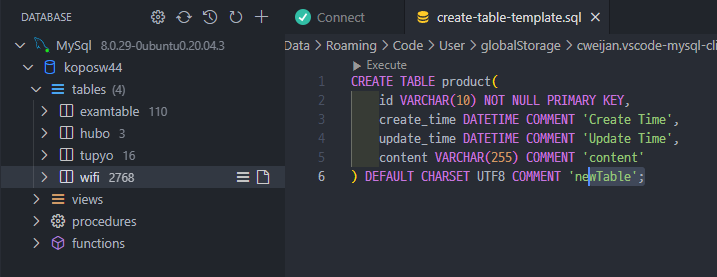 DATABASE
MySql 8.0.29-0ubuntu0.20.04.3
koposw44
tables (4)
examtable 110
hubo 3
tupyo 16
wifi 2768
views
procedures
functions
Connect
create-table-template.sql
Data > Roaming > Code > User > globalStorage > cweijan.vscode-mysql-cli
Execute
1 CREATE TABLE product(
2 id VARCHAR(10) NOT NULL PRIMARY KEY,
3 create_time DATETIME COMMENT 'Create Time',
4 update_time DATETIME COMMENT 'Update Time',
5 content VARCHAR(255) COMMENT 'content'
6 ) DEFAULT CHARSET UTF8 COMMENT 'newTable';